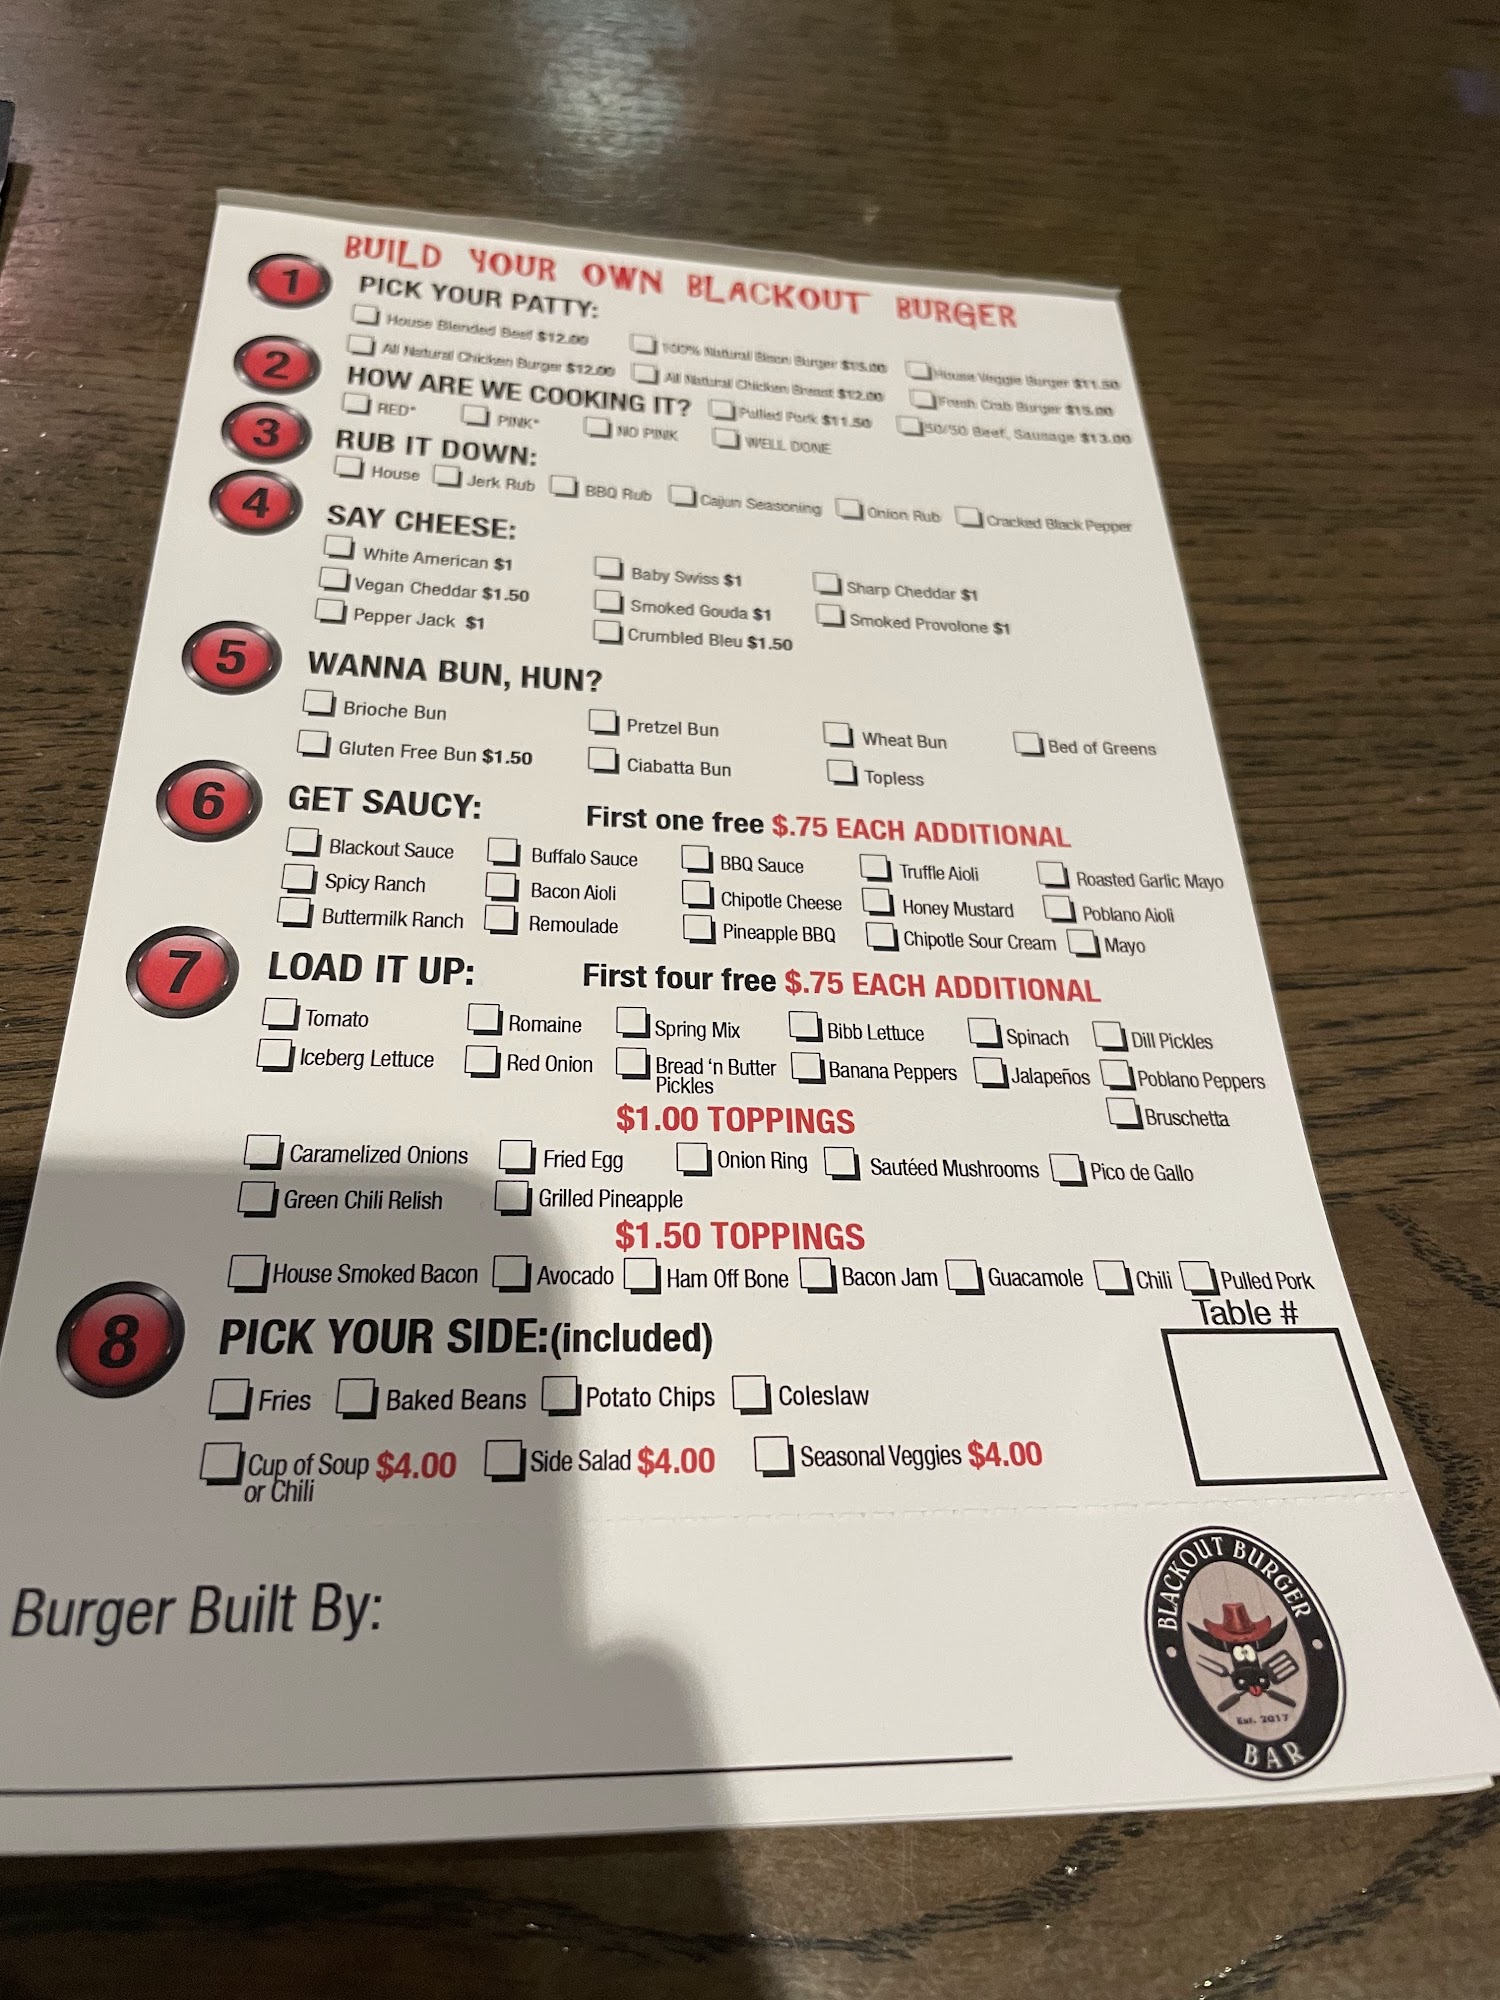 BUILD YOUR OWN BLACKOUT BURGER
1 PICK YOUR PATTY:
House Blended Beef $12.00 100% Natural Bison Burger $15.00 House Veggie Burger $11.50
All Natural Chicken Burger $12.00 All Natural Chicken Breast $12.00 Fresh Crab Burger $15.00
Pulled Pork $11.50 50/50 Beef, Sausage $13.00
2 HOW ARE WE COOKING IT?
RED* PINK* NO PINK WELL DONE
3 RUB IT DOWN:
House Jerk Rub BBQ Rub Cajun Seasoning Onion Rub Cracked Black Pepper
4 SAY CHEESE:
White American $1 Baby Swiss $1 Sharp Cheddar $1
Vegan Cheddar $1.50 Smoked Gouda $1 Smoked Provolone $1
Pepper Jack $1 Crumbled Bleu $1.50
5 WANNA BUN, HUN?
Brioche Bun Pretzel Bun Wheat Bun Bed of Greens
Gluten Free Bun $1.50 Ciabatta Bun Topless
6 GET SAUCY: First one free $.75 EACH ADDITIONAL
Blackout Sauce Buffalo Sauce BBQ Sauce Truffle Aioli Roasted Garlic Mayo
Spicy Ranch Bacon Aioli Chipotle Cheese Honey Mustard Poblano Aioli
Buttermilk Ranch Remoulade Pineapple BBQ Chipotle Sour Cream Mayo
7 LOAD IT UP: First four free $.75 EACH ADDITIONAL
Tomato Romaine Spring Mix Bibb Lettuce Spinach Dill Pickles
Iceberg Lettuce Red Onion Bread 'n Butter Pickles Banana Peppers Jalapeños Poblano Peppers
Bruschetta
$1.00 TOPPINGS
Caramelized Onions Fried Egg Onion Ring Sautéed Mushrooms Pico de Gallo
Green Chili Relish Grilled Pineapple
$1.50 TOPPINGS
House Smoked Bacon Avocado Ham Off Bone Bacon Jam Guacamole Chili Pulled Pork
8 PICK YOUR SIDE:(included)
Table #
Fries Baked Beans Potato Chips Coleslaw
Cup of Soup or Chili $4.00 Side Salad $4.00 Seasonal Veggies $4.00
Burger Built By:
BLACKOUT BURGER
Est. 2017
BAR